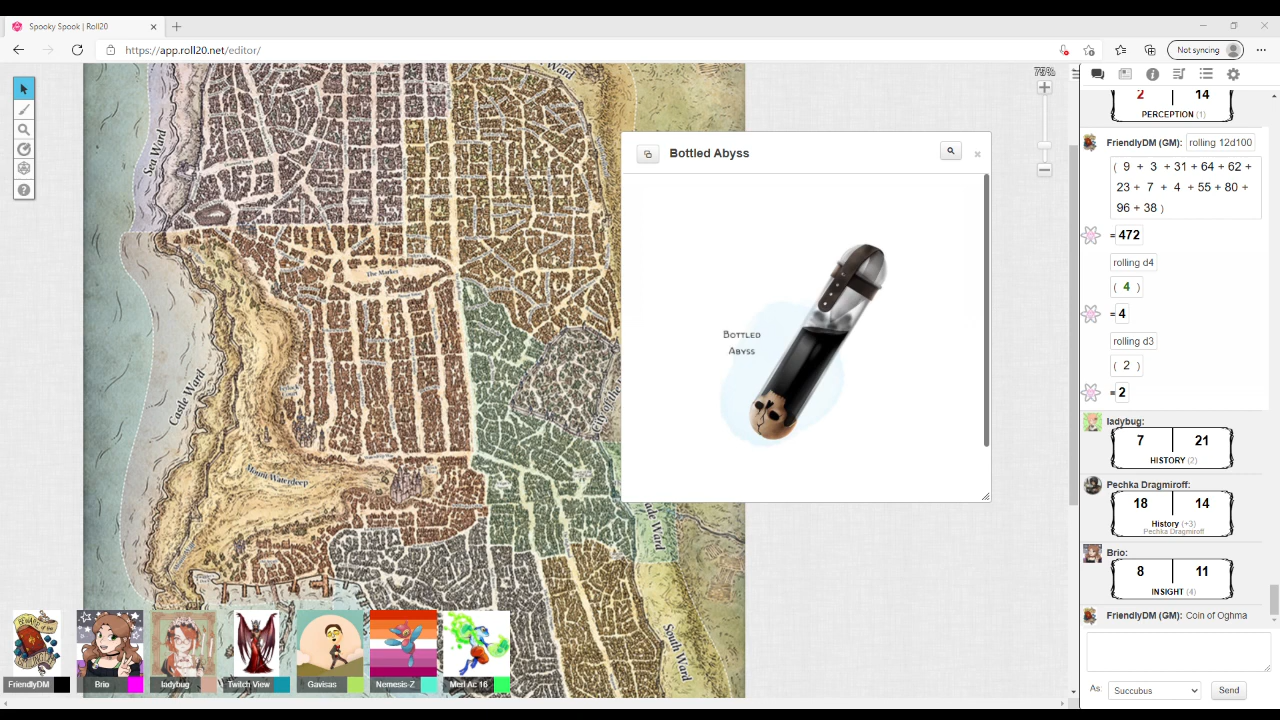 Spooky Spook | Roll20
https://app.roll20.net/editor/
Not syncing
Sea Ward
Ward
The Market
Castle Ward
Mount Waterdeep
South Ward
79%
Bottled Abyss
BOTTLED
ABYSS
2 14
PERCEPTION (1)
FriendlyDM (GM): rolling 12d100
( 9 + 3 + 31 + 64 + 62 +
23 + 7 + 4 + 55 + 80 +
96 + 38 )
= 472
rolling d4
( 4 )
= 4
rolling d3
( 2 )
= 2
ladybug:
7 21
HISTORY (2)
Pechka Dragmiroff:
18 14
History (+3)
Pechka Dragmiroff
Brio:
8 11
INSIGHT (4)
FriendlyDM (GM): Coin of Oghma
As: Succubus Send
FriendlyDM
Brio
ladybug
Twitch View
Gavisas
Nemesis-Z
Merl Ac 16